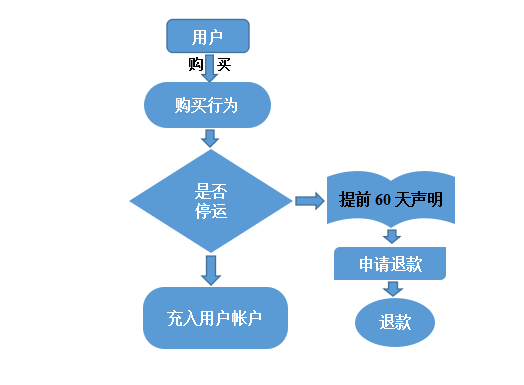 用户
购 买
购买行为
是否
停运
提前 60 天声明
申请退款
充入用户帐户
退款